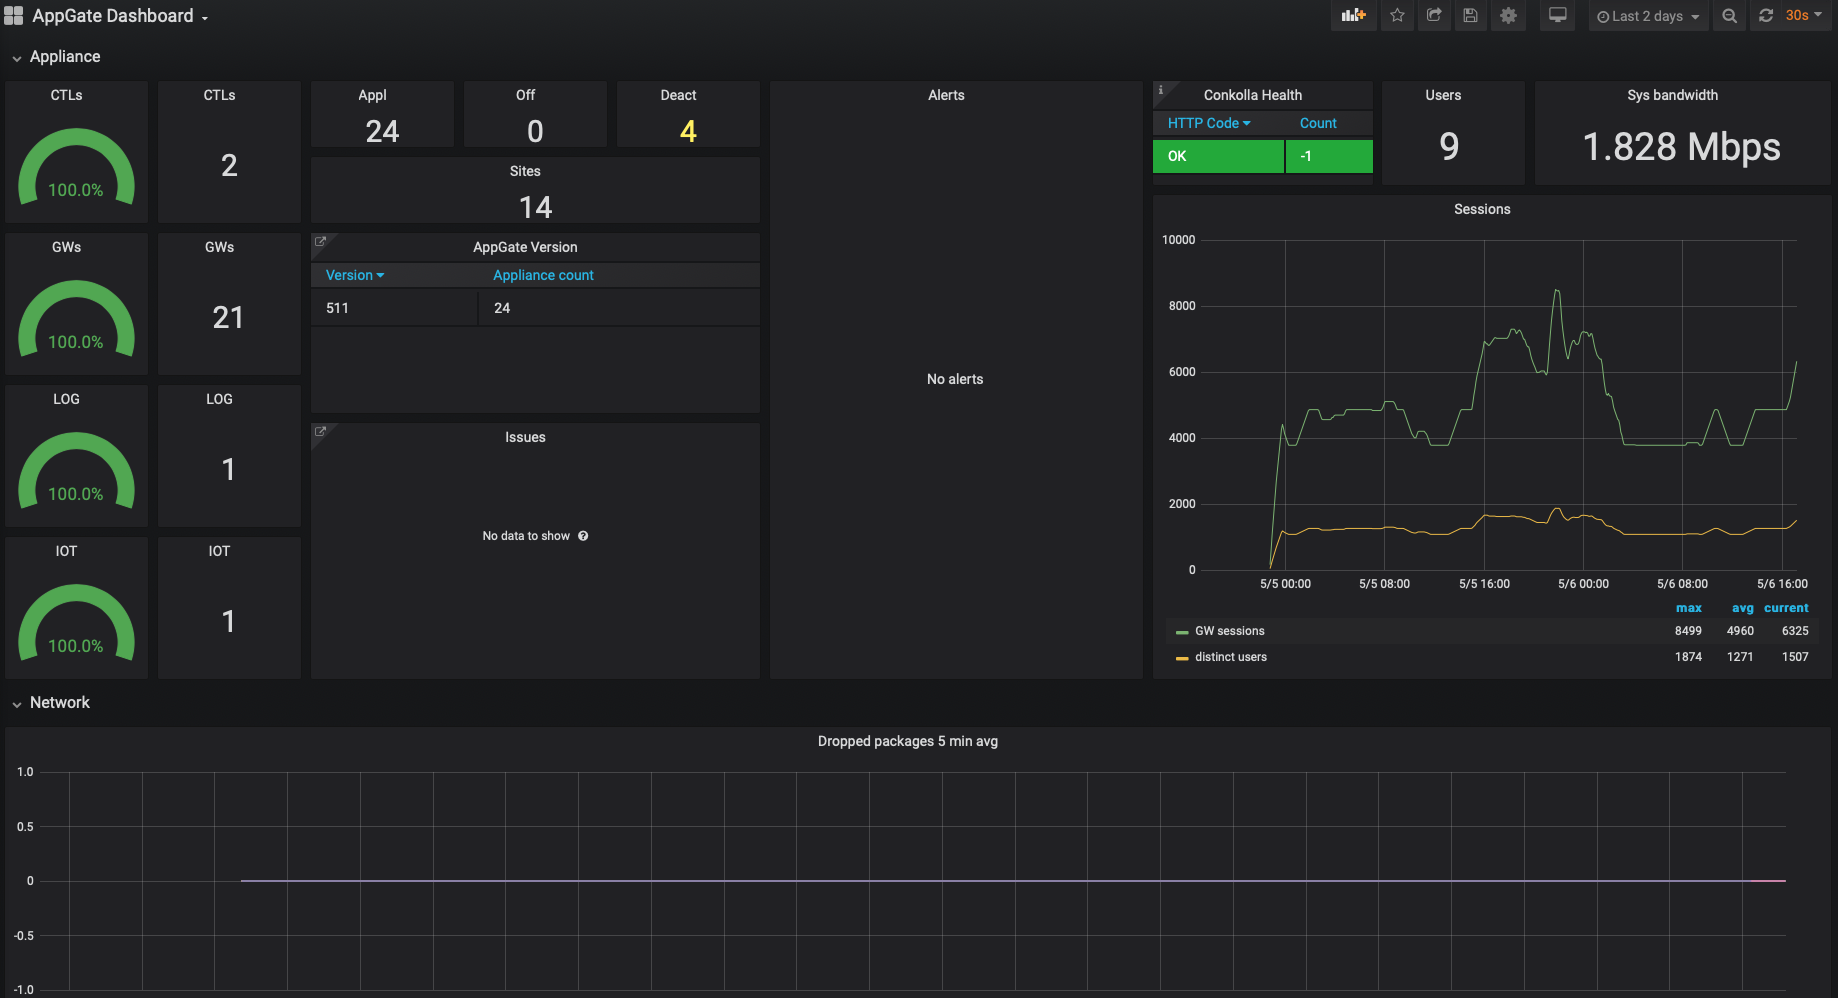 AppGate Dashboard
Last 2 days
30s
Appliance
CTLs
100.0%
CTLs
2
Appl
24
Off
0
Deact
4
Sites
14
Alerts
No alerts
Conkolla Health
HTTP Code Count
OK -1
Users
9
Sys bandwidth
1.828 Mbps
GWs
100.0%
GWs
21
AppGate Version
Version Appliance count
511 24
LOG
100.0%
LOG
1
Issues
No data to show
IOT
100.0%
IOT
1
Sessions
10000
8000
6000
4000
2000
0
5/5 00:00 5/5 08:00 5/5 16:00 5/6 00:00 5/6 08:00 5/6 16:00
max avg current
GW sessions 8499 4960 6325
distinct users 1874 1271 1507
Network
Dropped packages 5 min avg
1.0
0.5
0
-0.5
-1.0